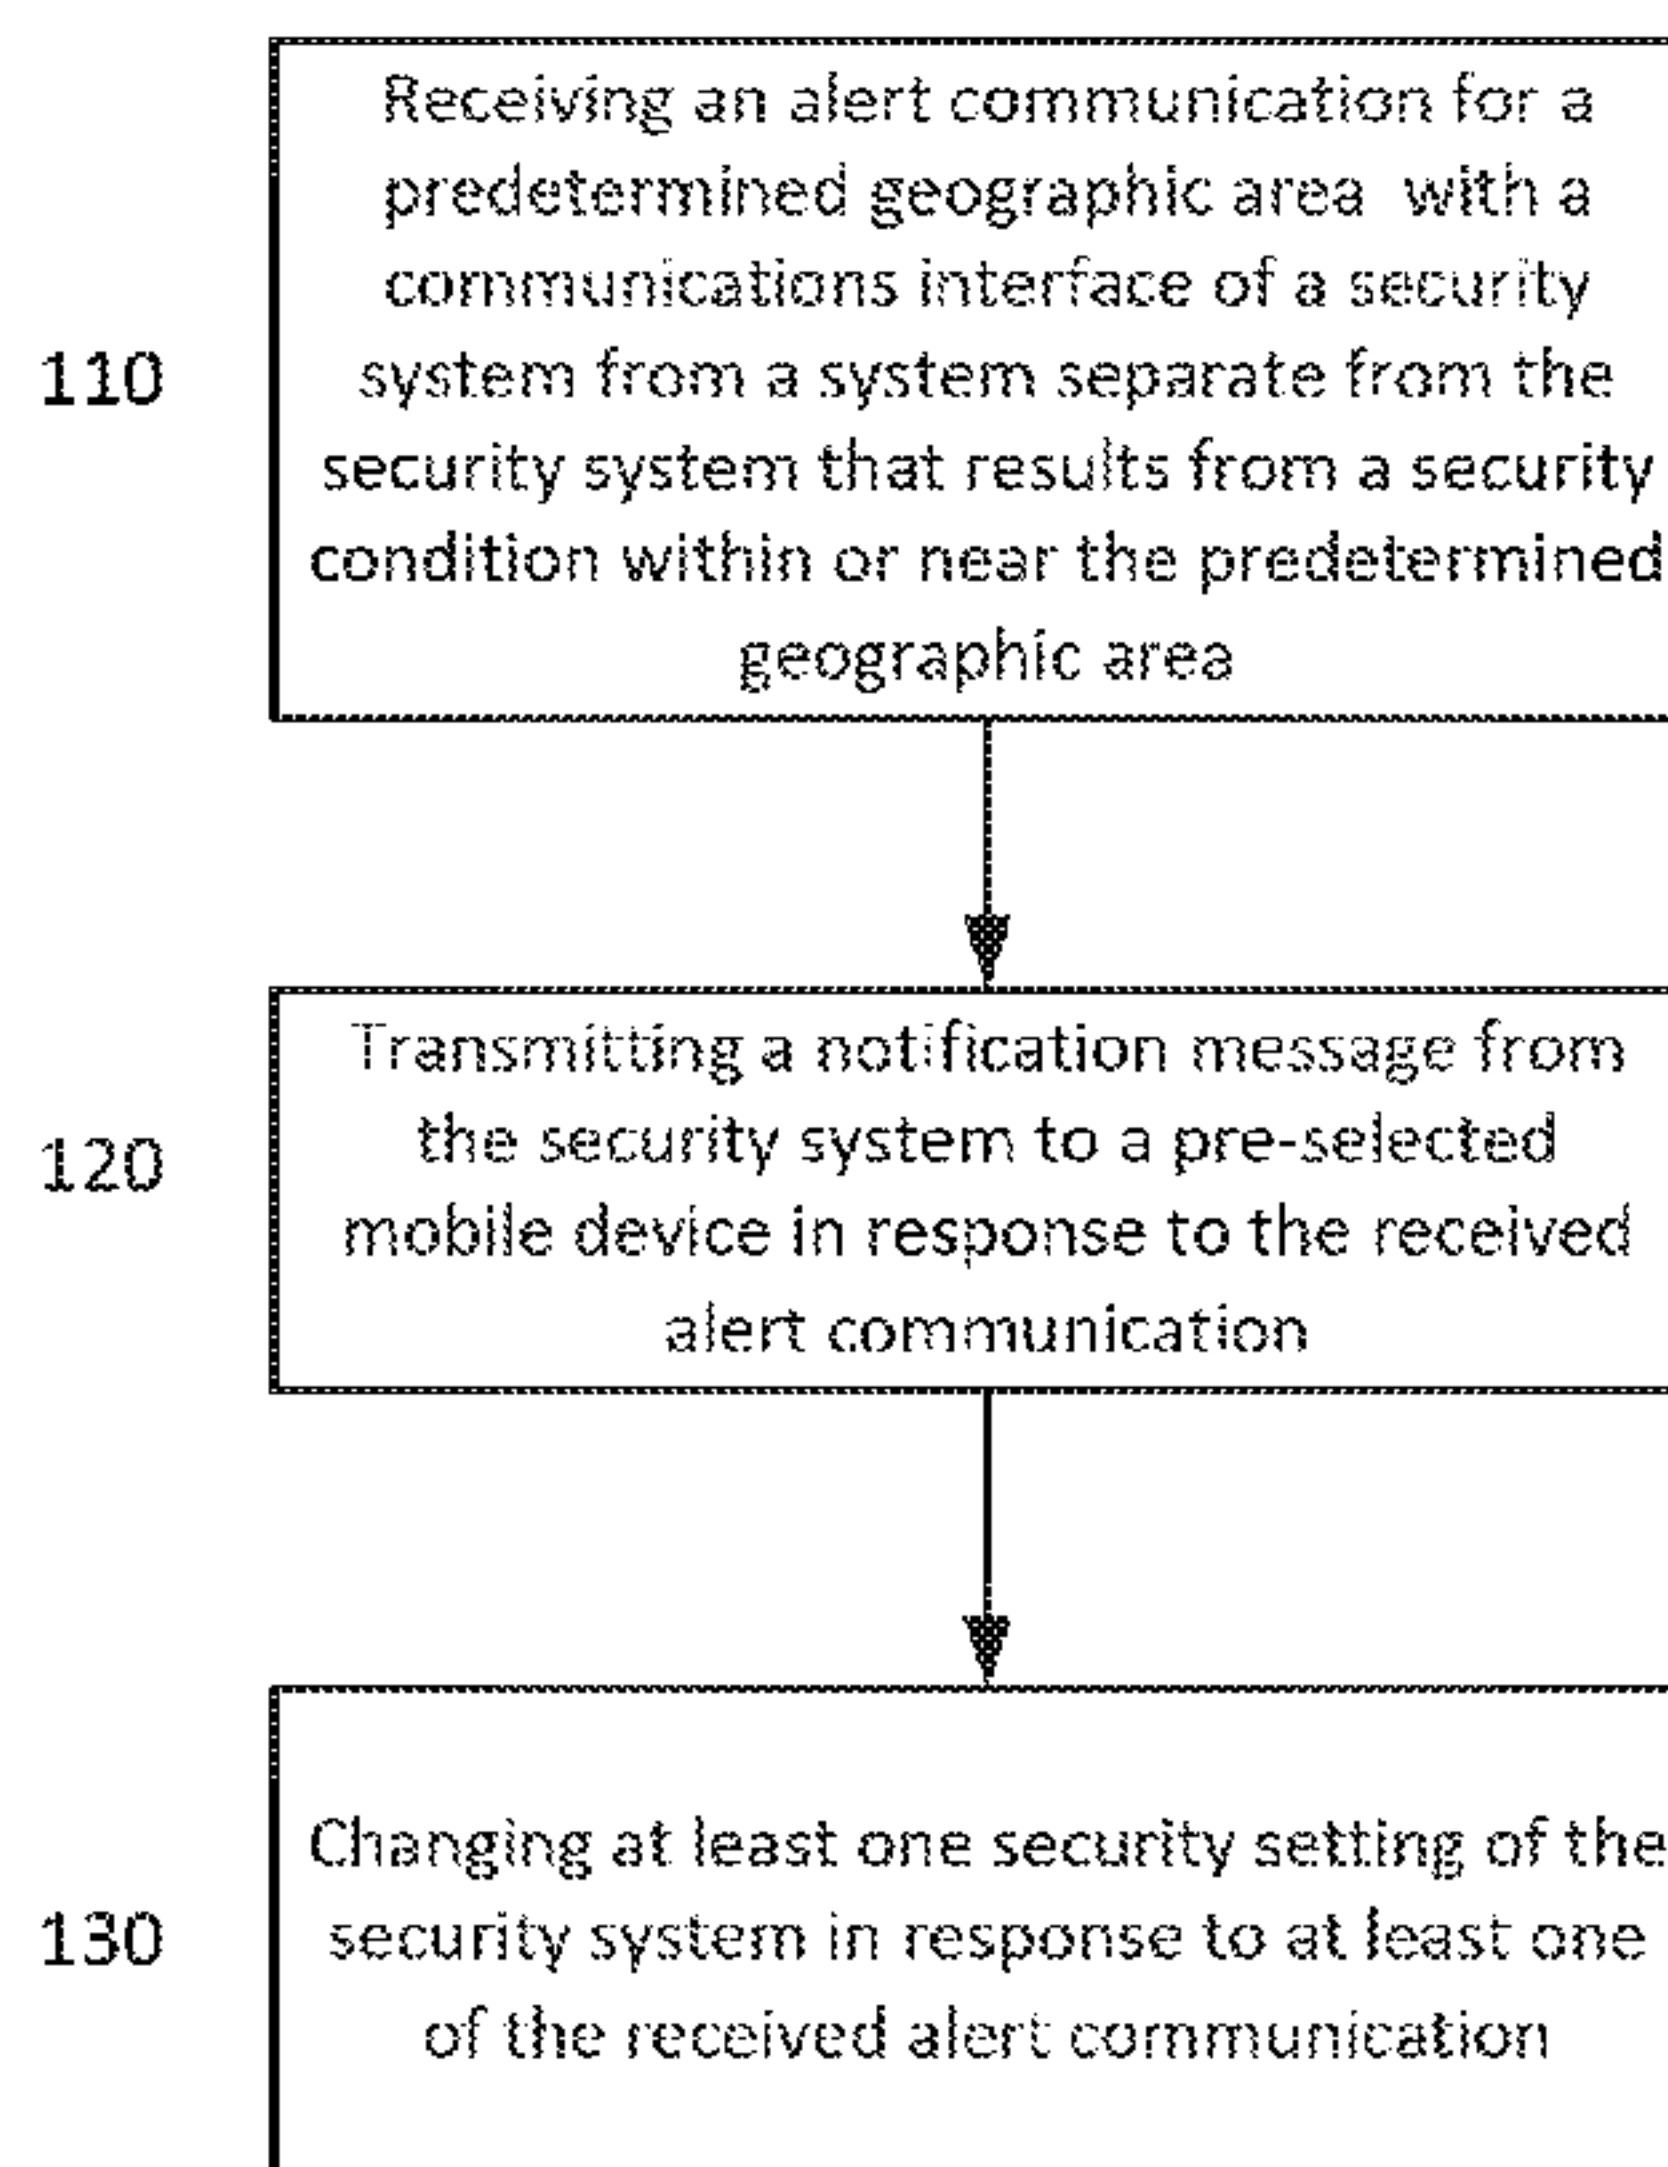 Receiving an alert communication for a
predetermined geographic area with a
communications interface of a security
110
system from a system separate from the
security system that results from a security
condition within or near the predetermined
geographic area
Transmitting a notification message from
the security system to a pre-selected
120
mobile device in response to the received
alert communication
Changing at least one security setting of the
130
security system in response to at least one
of the received alert communication